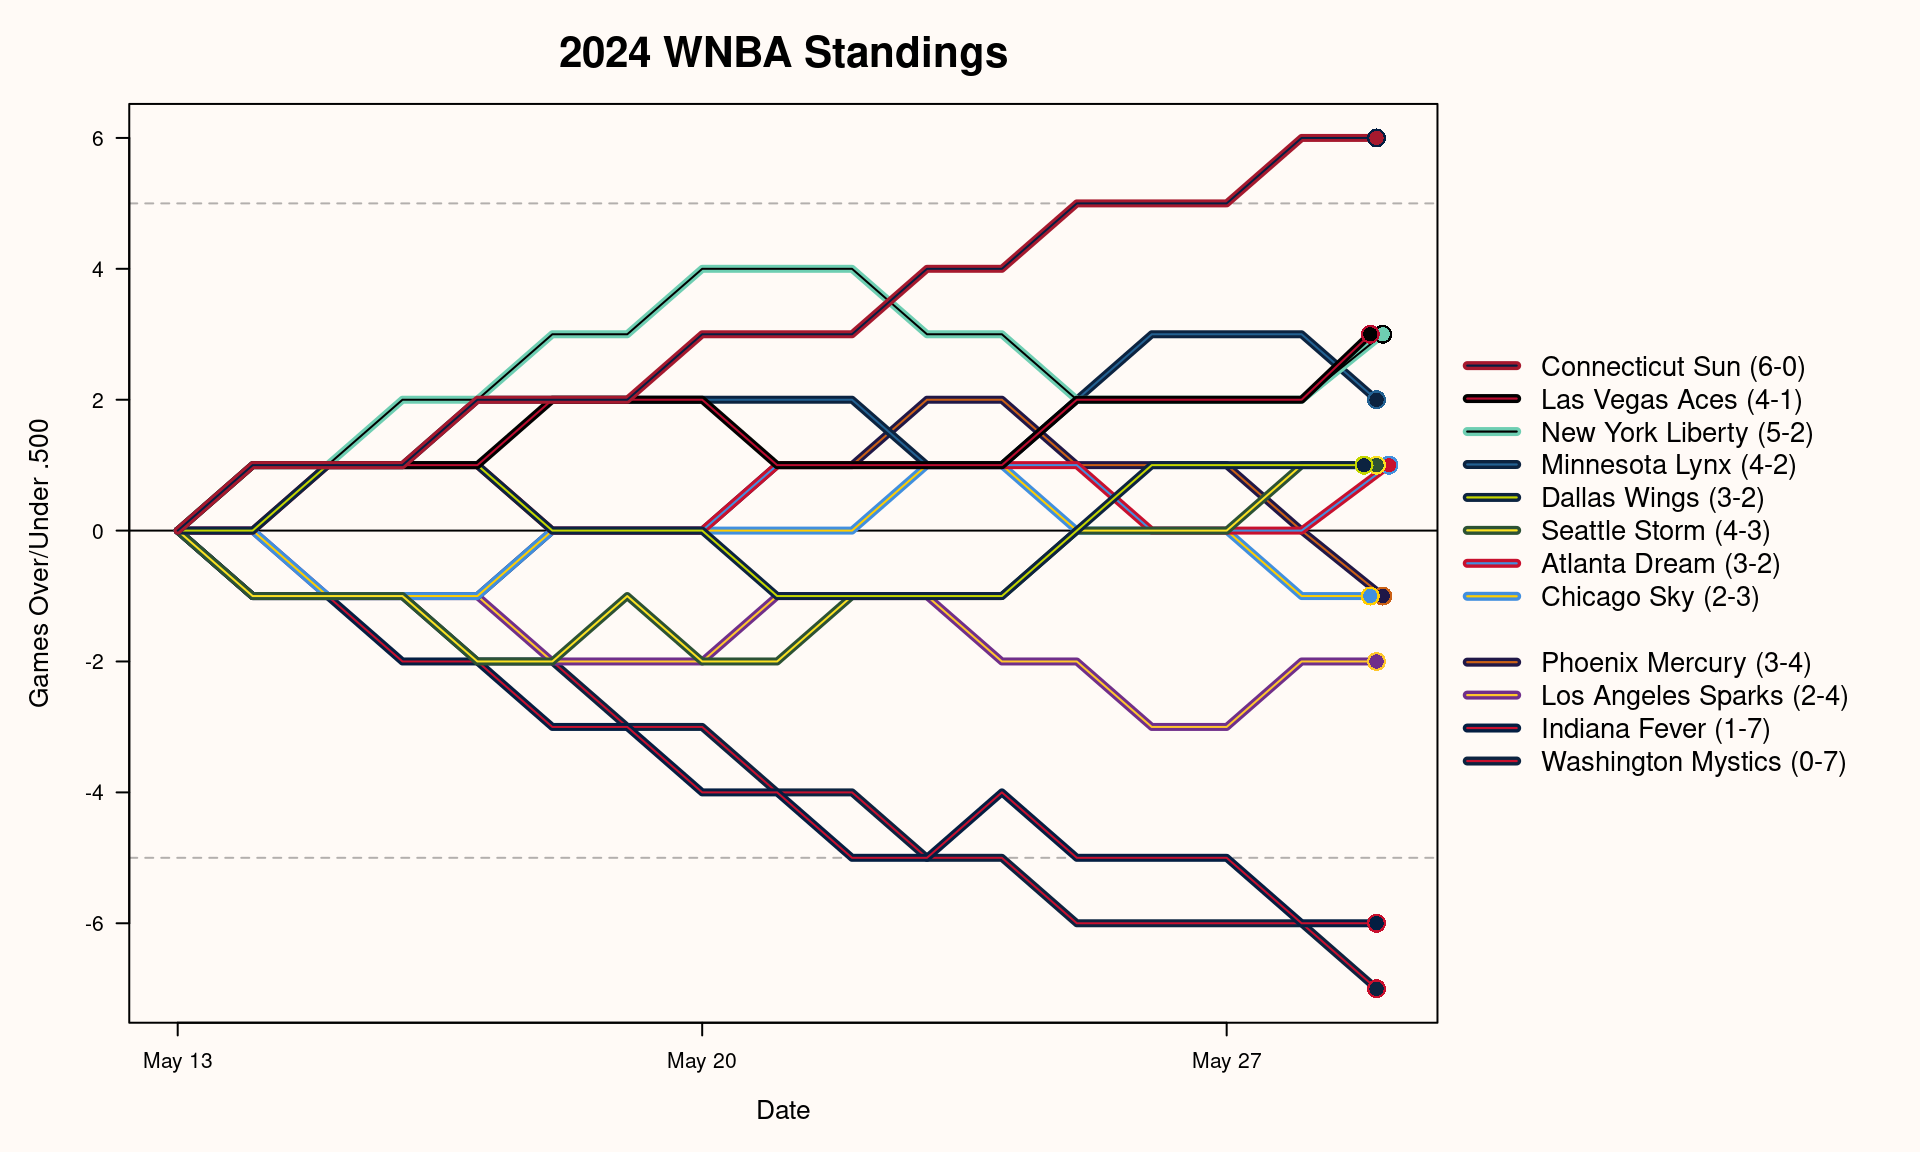 2024 WNBA Standings
Games Over/Under .500
6
4
2
0
-2
-4
-6
May 13
May 20
May 27
Date
Connecticut Sun (6-0)
Las Vegas Aces (4-1)
New York Liberty (5-2)
Minnesota Lynx (4-2)
Dallas Wings (3-2)
Seattle Storm (4-3)
Atlanta Dream (3-2)
Chicago Sky (2-3)
Phoenix Mercury (3-4)
Los Angeles Sparks (2-4)
Indiana Fever (1-7)
Washington Mystics (0-7)